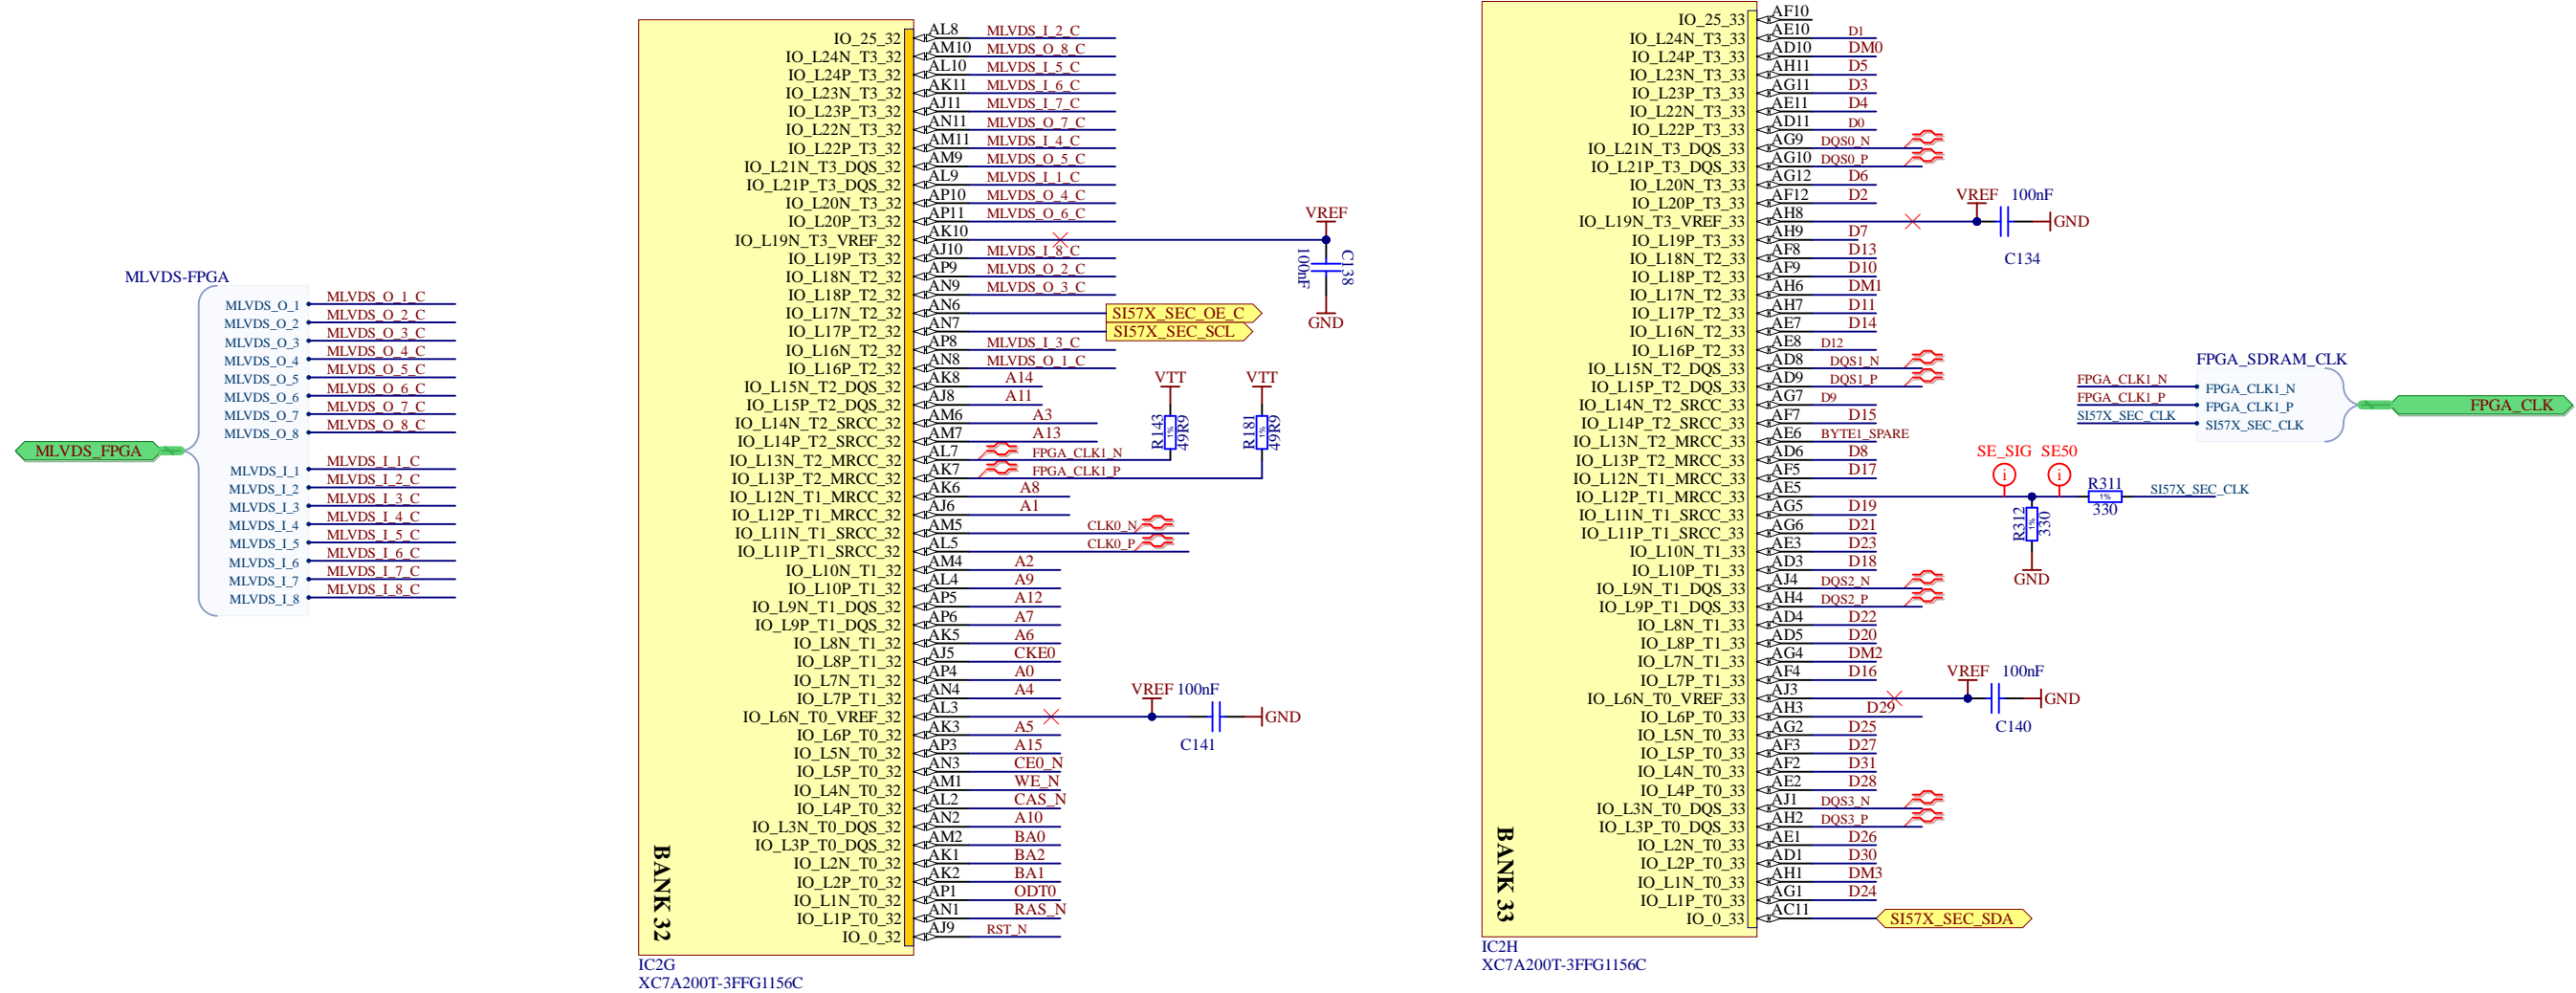 MLVDS-FPGA
MLVDS_O_1 MLVDS_O_1_C
MLVDS_O_2 MLVDS_O_2_C
MLVDS_O_3 MLVDS_O_3_C
MLVDS_O_4 MLVDS_O_4_C
MLVDS_O_5 MLVDS_O_5_C
MLVDS_O_6 MLVDS_O_6_C
MLVDS_O_7 MLVDS_O_7_C
MLVDS_O_8 MLVDS_O_8_C
MLVDS_FPGA
MLVDS_I_1 MLVDS_I_1_C
MLVDS_I_2 MLVDS_I_2_C
MLVDS_I_3 MLVDS_I_3_C
MLVDS_I_4 MLVDS_I_4_C
MLVDS_I_5 MLVDS_I_5_C
MLVDS_I_6 MLVDS_I_6_C
MLVDS_I_7 MLVDS_I_7_C
MLVDS_I_8 MLVDS_I_8_C
IO_25_32 AL8 MLVDS_I_2_C
IO_L24N_T3_32 AM10 MLVDS_O_8_C
IO_L24P_T3_32 AL10 MLVDS_I_5_C
IO_L23N_T3_32 AK11 MLVDS_I_6_C
IO_L23P_T3_32 AJ11 MLVDS_I_7_C
IO_L22N_T3_32 AN11 MLVDS_O_7_C
IO_L22P_T3_32 AM11 MLVDS_I_4_C
IO_L21N_T3_DQS_32 AM9 MLVDS_O_5_C
IO_L21P_T3_DQS_32 AL9 MLVDS_I_1_C
IO_L20N_T3_32 AP10 MLVDS_O_4_C
IO_L20P_T3_32 AP11 MLVDS_O_6_C
IO_L19N_T3_VREF_32 AK10
VREF
C138
100nF
GND
IO_L19P_T3_32 AJ10 MLVDS_I_8_C
IO_L18N_T2_32 AP9 MLVDS_O_2_C
IO_L18P_T2_32 AN9 MLVDS_O_3_C
IO_L17N_T2_32 AN6 SI57X_SEC_OE_C
IO_L17P_T2_32 AN7 SI57X_SEC_SCL
IO_L16N_T2_32 AP8 MLVDS_I_3_C
IO_L16P_T2_32 AN8 MLVDS_O_1_C
IO_L15N_T2_DQS_32 AK8 A14
IO_L15P_T2_DQS_32 AJ8 A11
IO_L14N_T2_SRCC_32 AM6 A3
IO_L14P_T2_SRCC_32 AM7 A13
IO_L13N_T2_MRCC_32 AL7 FPGA_CLK1_N
IO_L13P_T2_MRCC_32 AK7 FPGA_CLK1_P
VTT VTT
R143 1% 49R9
R181 1% 49R9
IO_L12N_T1_MRCC_32 AK6 A8
IO_L12P_T1_MRCC_32 AJ6 A1
IO_L11N_T1_SRCC_32 AM5 CLK0_N
IO_L11P_T1_SRCC_32 AL5 CLK0_P
IO_L10N_T1_32 AM4 A2
IO_L10P_T1_32 AL4 A9
IO_L9N_T1_DQS_32 AP5 A12
IO_L9P_T1_DQS_32 AP6 A7
IO_L8N_T1_32 AK5 A6
IO_L8P_T1_32 AJ5 CKE0
IO_L7N_T1_32 AP4 A0
IO_L7P_T1_32 AN4 A4
IO_L6N_T0_VREF_32 AL3
VREF 100nF
GND
C141
IO_L6P_T0_32 AK3 A5
IO_L5N_T0_32 AP3 A15
IO_L5P_T0_32 AN3 CE0_N
IO_L4N_T0_32 AM1 WE_N
IO_L4P_T0_32 AL2 CAS_N
IO_L3N_T0_DQS_32 AN2 A10
IO_L3P_T0_DQS_32 AM2 BA0
IO_L2N_T0_32 AK1 BA2
IO_L2P_T0_32 AK2 BA1
IO_L1N_T0_32 AP1 ODT0
IO_L1P_T0_32 AN1 RAS_N
IO_0_32 AJ9 RST_N
BANK 32
IC2G
XC7A200T-3FFG1156C
IO_25_33 AF10
IO_L24N_T3_33 AE10 D1
IO_L24P_T3_33 AD10 DM0
IO_L23N_T3_33 AH11 D5
IO_L23P_T3_33 AG11 D3
IO_L22N_T3_33 AE11 D4
IO_L22P_T3_33 AD11 D0
IO_L21N_T3_DQS_33 AG9 DQS0_N
IO_L21P_T3_DQS_33 AG10 DQS0_P
IO_L20N_T3_33 AG12 D6
IO_L20P_T3_33 AF12 D2
IO_L19N_T3_VREF_33 AH8
VREF 100nF
GND
C134
IO_L19P_T3_33 AH9 D7
IO_L18N_T2_33 AF8 D13
IO_L18P_T2_33 AF9 D10
IO_L17N_T2_33 AH6 DM1
IO_L17P_T2_33 AH7 D11
IO_L16N_T2_33 AE7 D14
IO_L16P_T2_33 AE8 D12
IO_L15N_T2_DQS_33 AD8 DQS1_N
IO_L15P_T2_DQS_33 AD9 DQS1_P
IO_L14N_T2_SRCC_33 AG7 D9
IO_L14P_T2_SRCC_33 AF7 D15
IO_L13N_T2_MRCC_33 AE6 BYTE1_SPARE
IO_L13P_T2_MRCC_33 AD6 D8
IO_L12N_T1_MRCC_33 AF5 D17
IO_L12P_T1_MRCC_33 AE5
SE_SIG SE50
i i
R311 1% 330
SI57X_SEC_CLK
R312 1% 330
GND
IO_L11N_T1_SRCC_33 AG5 D19
IO_L11P_T1_SRCC_33 AG6 D21
IO_L10N_T1_33 AE3 D23
IO_L10P_T1_33 AD3 D18
IO_L9N_T1_DQS_33 AJ4 DQS2_N
IO_L9P_T1_DQS_33 AH4 DQS2_P
IO_L8N_T1_33 AD4 D22
IO_L8P_T1_33 AD5 D20
IO_L7N_T1_33 AG4 DM2
IO_L7P_T1_33 AF4 D16
IO_L6N_T0_VREF_33 AJ3
VREF 100nF
GND
C140
IO_L6P_T0_33 AH3 D29
IO_L5N_T0_33 AG2 D25
IO_L5P_T0_33 AF3 D27
IO_L4N_T0_33 AF2 D31
IO_L4P_T0_33 AE2 D28
IO_L3N_T0_DQS_33 AJ1 DQS3_N
IO_L3P_T0_DQS_33 AH2 DQS3_P
IO_L2N_T0_33 AE1 D26
IO_L2P_T0_33 AD1 D30
IO_L1N_T0_33 AH1 DM3
IO_L1P_T0_33 AG1 D24
IO_0_33 AC11 SI57X_SEC_SDA
BANK 33
IC2H
XC7A200T-3FFG1156C
FPGA_SDRAM_CLK
FPGA_CLK1_N FPGA_CLK1_N
FPGA_CLK1_P FPGA_CLK1_P
SI57X_SEC_CLK SI57X_SEC_CLK
FPGA_CLK